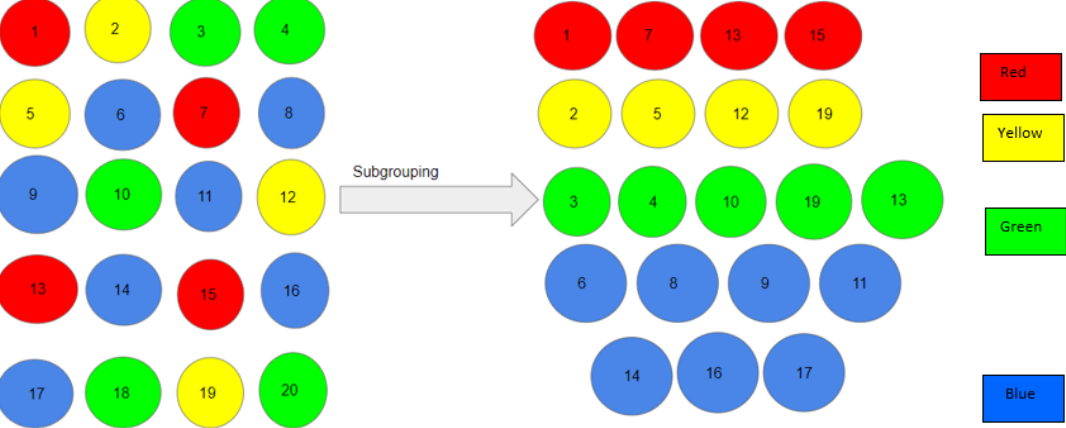 1 2 3 4
5 6 7 8
9 10 11 12
13 14 15 16
17 18 19 20
Subgrouping
1 7 13 15
2 5 12 19
3 4 10 19 13
6 8 9 11
14 16 17
Red
Yellow
Green
Blue